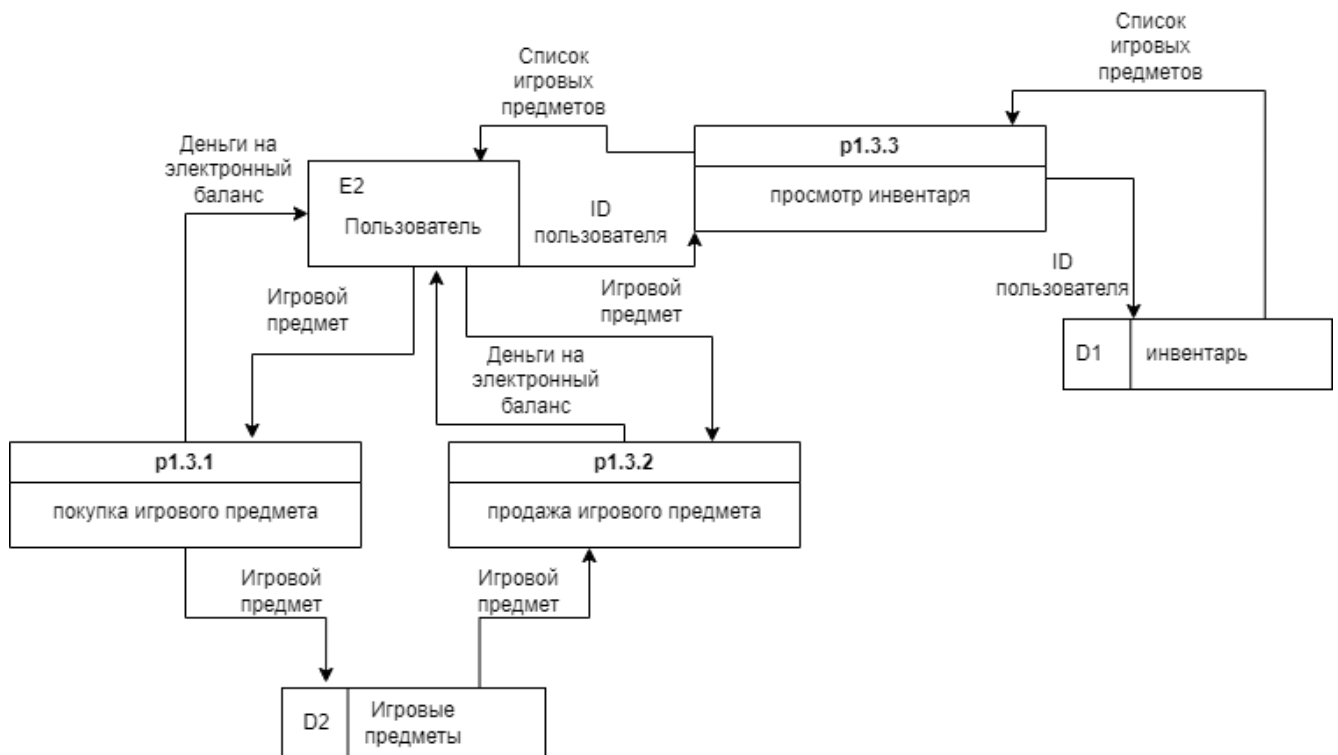 Список
игровых
предметов
Список
игровых
предметов
Деньги на
электронный
баланс
p1.3.3
E2
просмотр инвентаря
Пользователь
ID
пользователя
ID
пользователя
Игровой
предмет
Игровой
предмет
D1
инвентарь
Деньги на
электронный
баланс
p1.3.1
p1.3.2
покупка игрового предмета
продажа игрового предмета
Игровой
предмет
Игровой
предмет
D2
Игровые
предметы